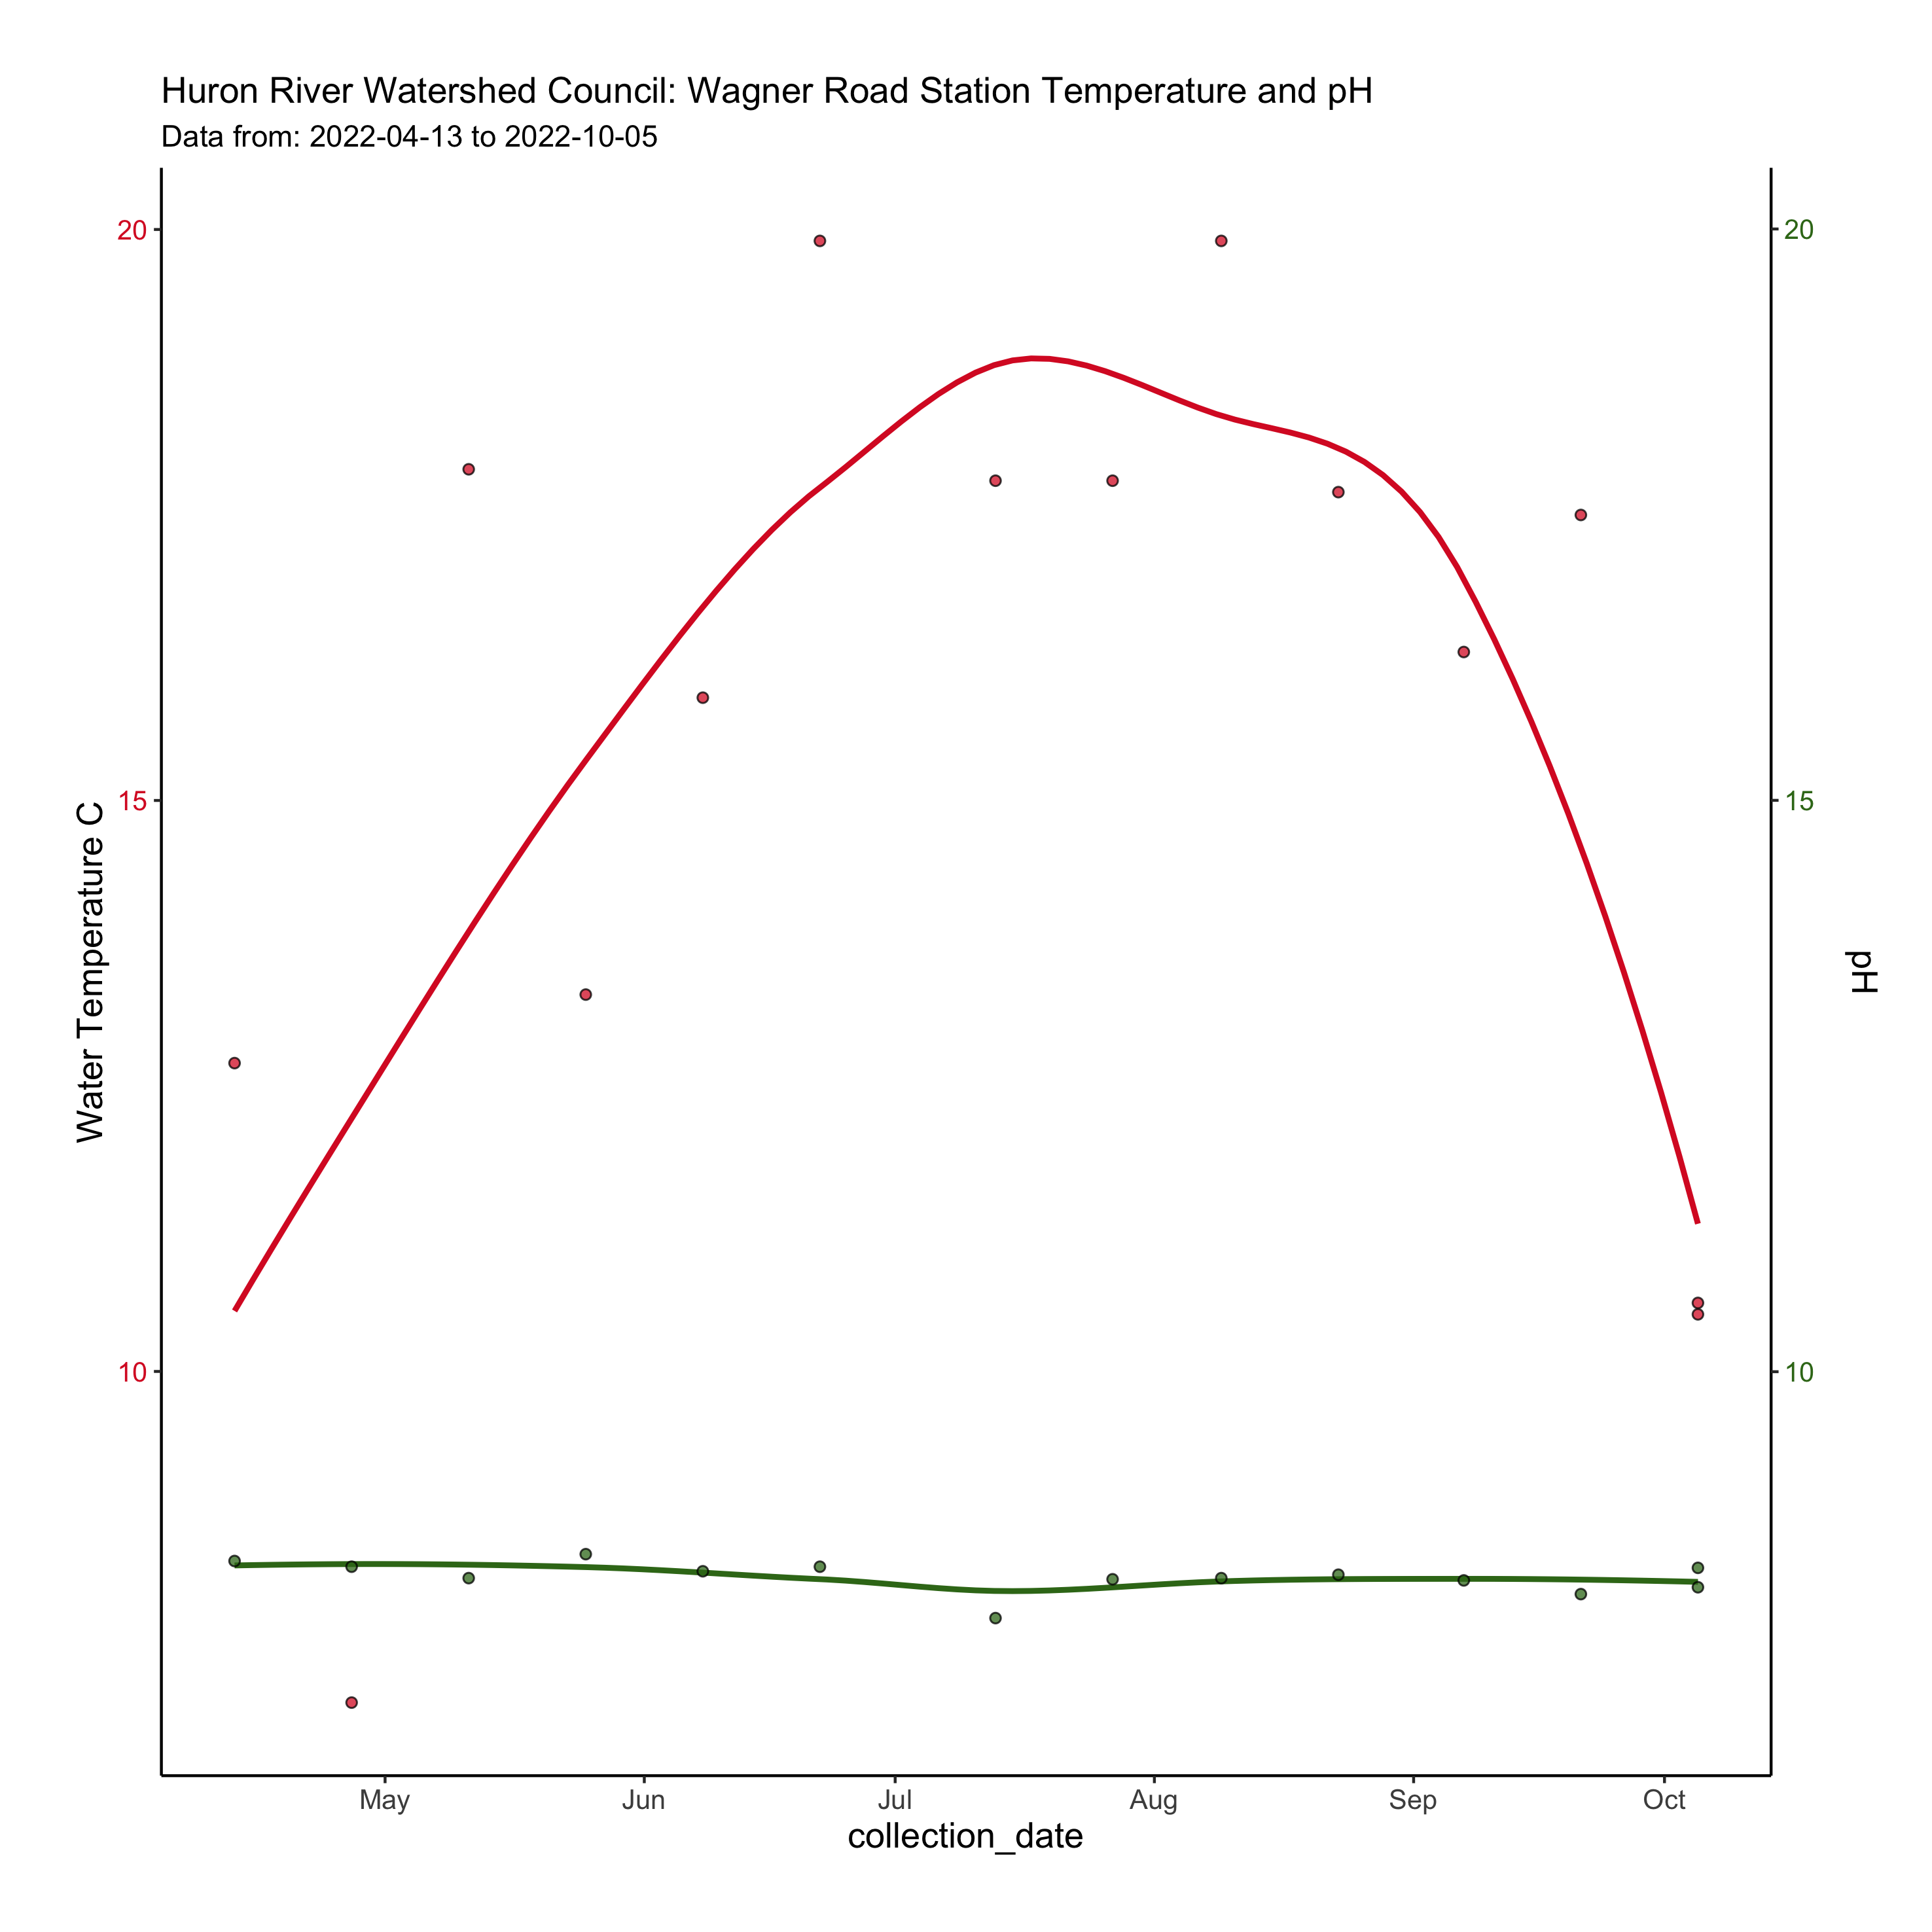 Huron River Watershed Council: Wagner Road Station Temperature and pH
Data from: 2022-04-13 to 2022-10-05
20
15
10
Water Temperature C
20
15
10
pH
May Jun Jul Aug Sep Oct
collection_date